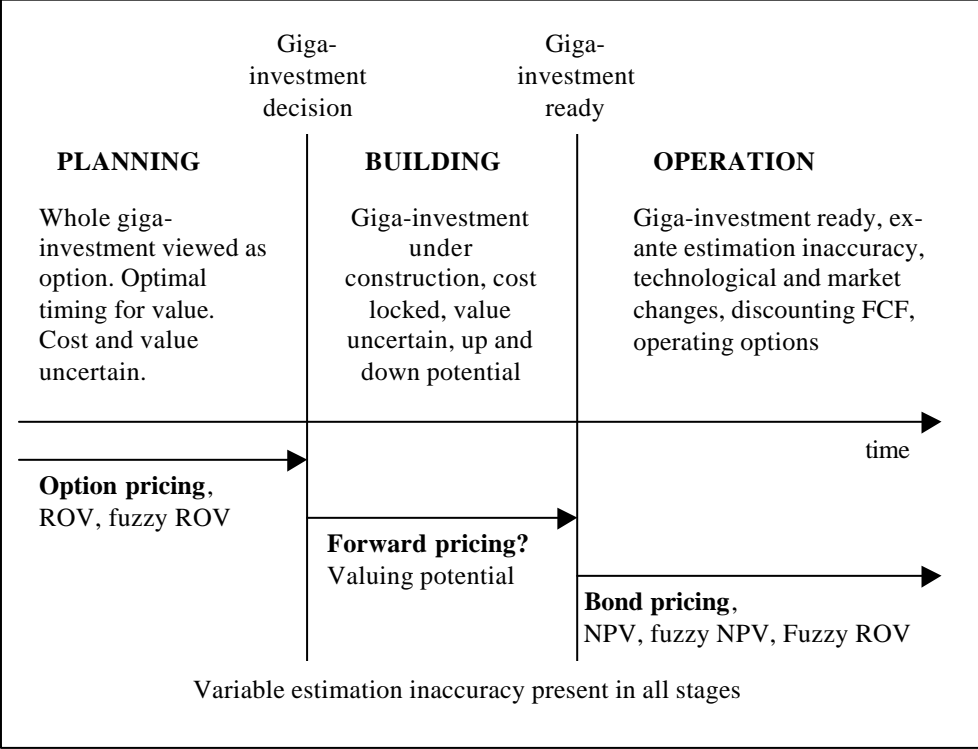 Giga-
investment
decision
Giga-
investment
ready
PLANNING
BUILDING
OPERATION
Whole giga-
investment viewed as
option. Optimal
timing for value.
Cost and value
uncertain.
Giga-investment
under
construction, cost
locked, value
uncertain, up and
down potential
Giga-investment ready, ex-
ante estimation inaccuracy,
technological and market
changes, discounting FCF,
operating options
time
Option pricing,
ROV, fuzzy ROV
Forward pricing?
Valuing potential
Bond pricing,
NPV, fuzzy NPV, Fuzzy ROV
Variable estimation inaccuracy present in all stages